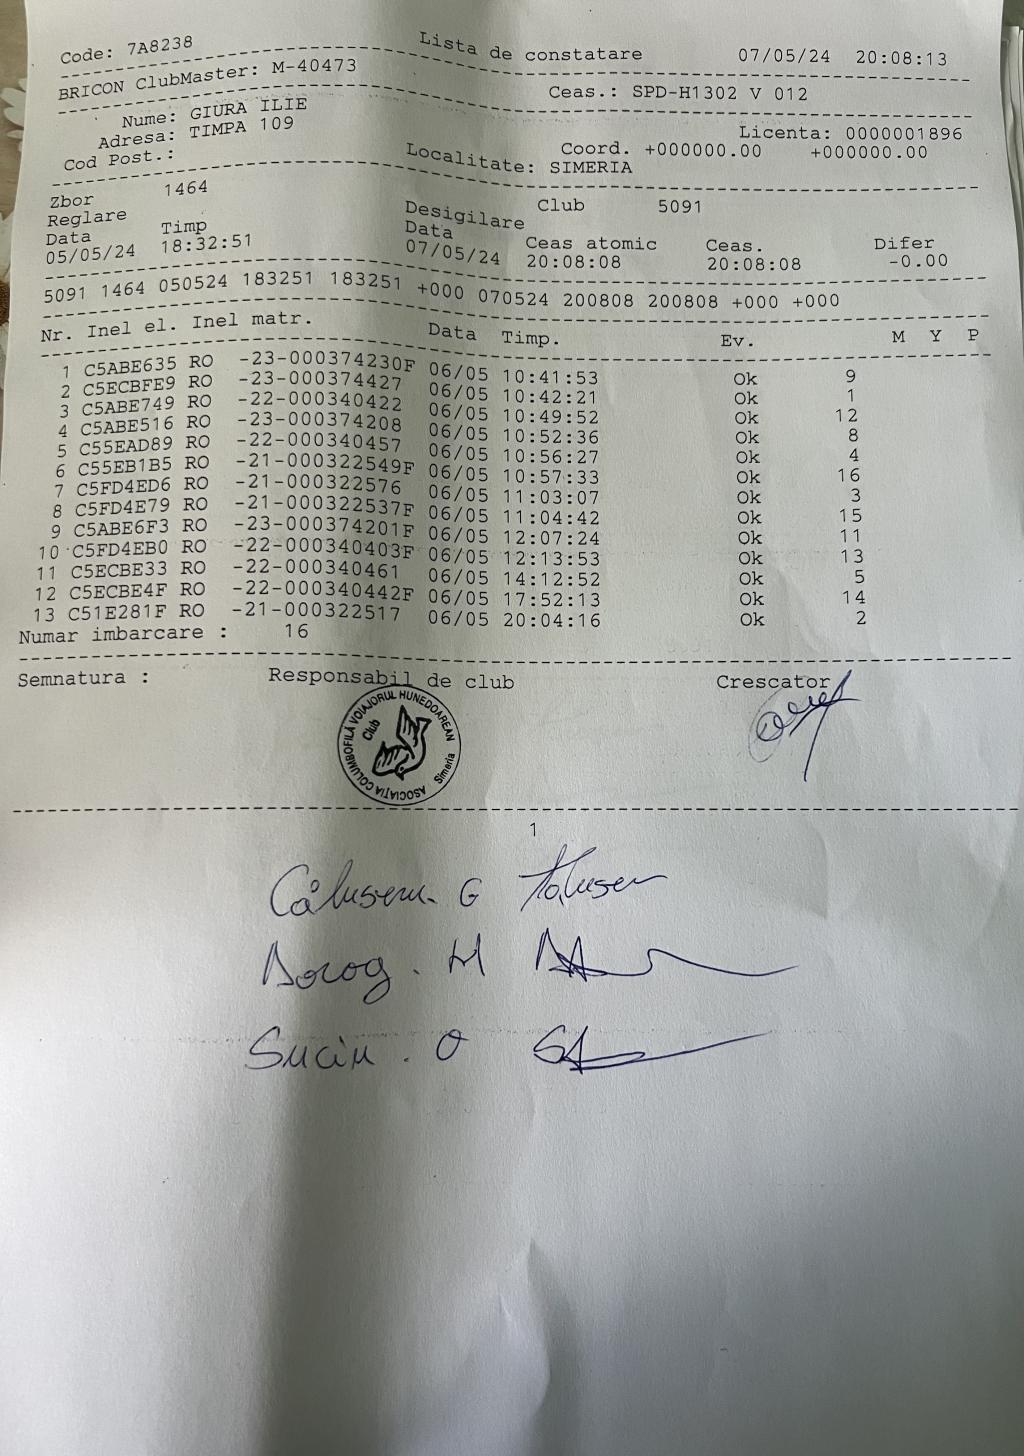 Code: 7A8238 Lista de constatare 07/05/24 20:08:13
BRICON ClubMaster: M-40473 Ceas.: SPD-H1302 V 012
Nume: GIURA ILIE Licenta: 0000001896
Adresa: TIMPA 109 Coord. +000000.00 +000000.00
Cod Post.: Localitate: SIMERIA
Zbor 1464 Club 5091
Reglare Desigilare
Data Timp Data Ceas atomic Ceas. Difer
05/05/24 18:32:51 07/05/24 20:08:08 20:08:08 -0.00
5091 1464 050524 183251 183251 +000 070524 200808 200808 +000 +000
Nr. Inel el. Inel matr. Data Timp. Ev. M Y P
1 C5ABE635 RO -23-000374230F 06/05 10:41:53 Ok 9
2 C5ECBFE9 RO -23-000374427 06/05 10:42:21 Ok 1
3 C5ABE749 RO -22-000340422 06/05 10:49:52 Ok 12
4 C5ABE516 RO -23-000374208 06/05 10:52:36 Ok 8
5 C55EAD89 RO -22-000340457 06/05 10:56:27 Ok 4
6 C55EB1B5 RO -21-000322549F 06/05 10:57:33 Ok 16
7 C5FD4ED6 RO -21-000322576 06/05 11:03:07 Ok 3
8 C5FD4E79 RO -21-000322537F 06/05 11:04:42 Ok 15
9 C5ABE6F3 RO -23-000374201F 06/05 12:07:24 Ok 11
10 C5FD4EB0 RO -22-000340403F 06/05 12:13:53 Ok 13
11 C5ECBE33 RO -22-000340461 06/05 14:12:52 Ok 5
12 C5ECBE4F RO -22-000340442F 06/05 17:52:13 Ok 14
13 C51E281F RO -21-000322517 06/05 20:04:16 Ok 2
Numar imbarcare : 16
Semnatura : Responsabil de club Crescator
ASOCIAȚIA COLUMBOFILĂ VOIAJORUL HUNEDOREAN
Club
Simeria
1
Dorog. M
Suciu. O